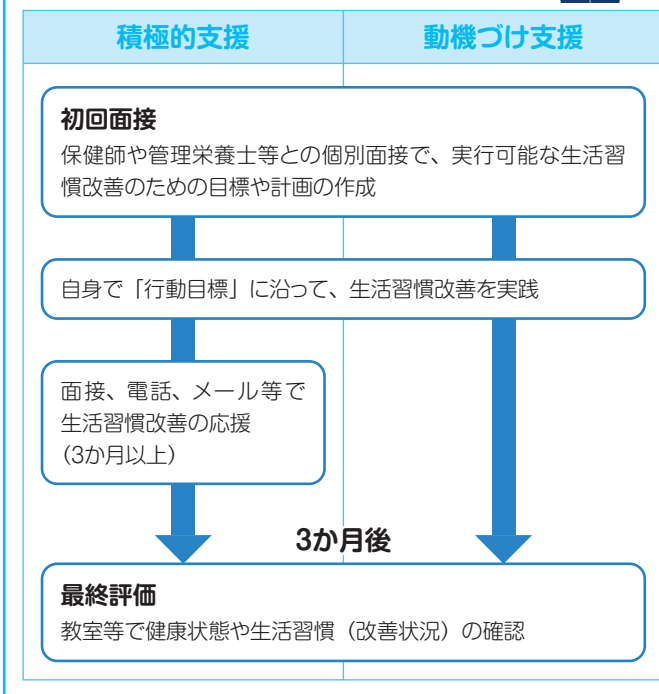 積極的支援
動機づけ支援
初回面接
保健師や管理栄養士等との個別面接で、実行可能な生活習
慣改善のための目標や計画の作成
自身で「行動目標」に沿って、生活習慣改善を実践
面接、電話、メール等で
生活習慣改善の応援
（3か月以上）
3か月後
最終評価
教室等で健康状態や生活習慣（改善状況）の確認